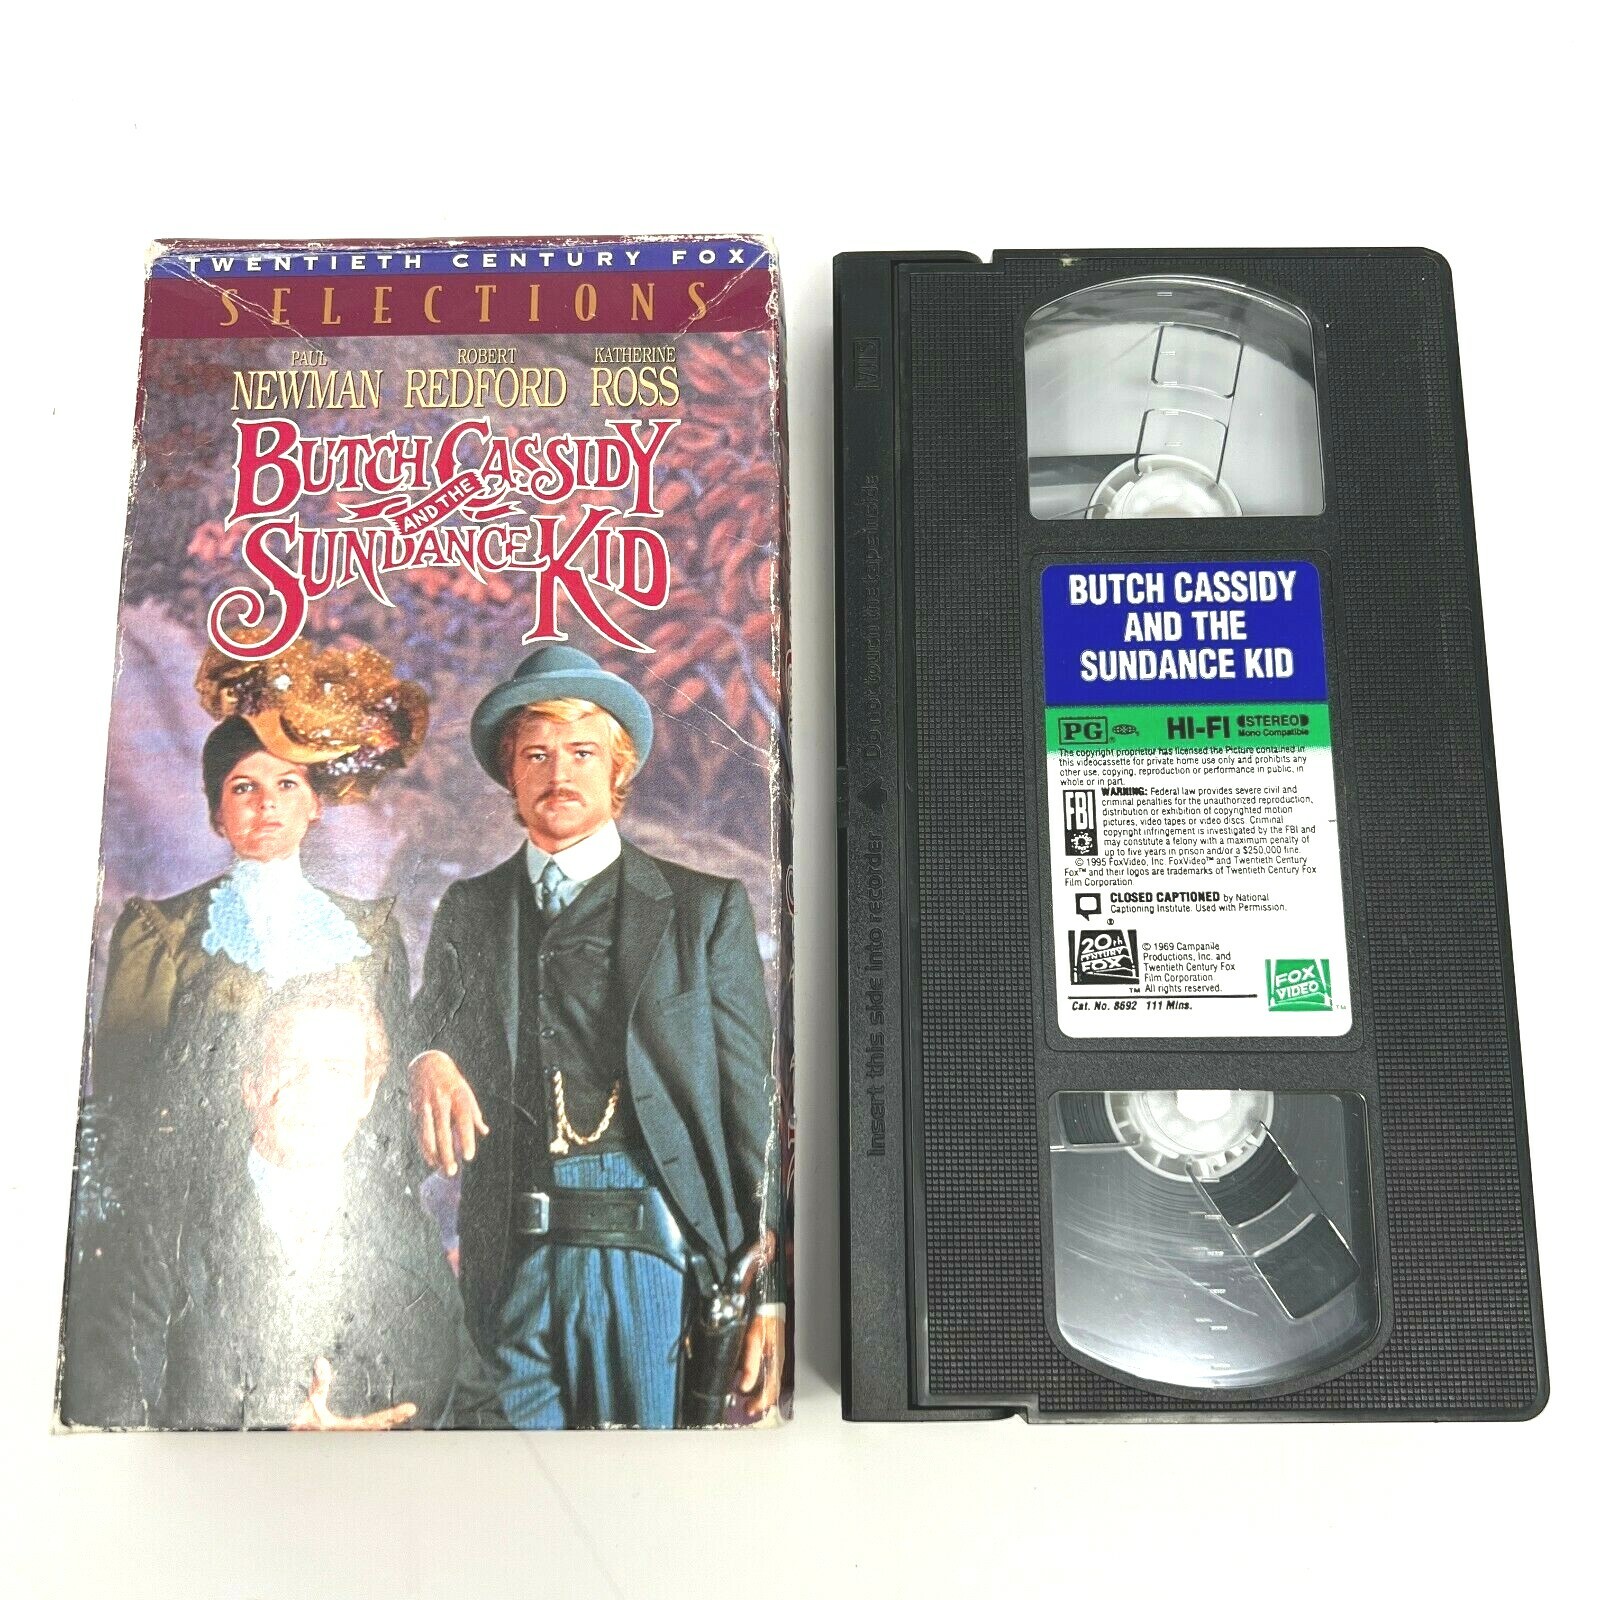 TWENTIETH CENTURY FOX
SELECTIONS
PAUL ROBERT KATHERINE
NEWMAN REDFORD ROSS
BUTCH CASSIDY
AND THE
SUNDANCE KID
VHS
Do not touch the tape inside
Insert this side into recorder
BUTCH CASSIDY
AND THE
SUNDANCE KID
PG ® HI-FI STEREO
Mono Compatible
The copyright proprietor has licensed the Picture contained in
this videocassette for private home use only and prohibits any
other use, copying, reproduction or performance in public, in
whole or in part.
FBI
WARNING: Federal law provides severe civil and
criminal penalties for the unauthorized reproduction,
distribution or exhibition of copyrighted motion
pictures, video tapes or video discs. Criminal
copyright infringement is investigated by the FBI and
may constitute a felony with a maximum penalty of
up to five years in prison and/or a $250,000 fine.
© 1995 FoxVideo, Inc. FoxVideo™ and Twentieth Century
Fox™ and their logos are trademarks of Twentieth Century Fox
Film Corporation.
CLOSED CAPTIONED by National
Captioning Institute. Used with Permission.
®
20th
CENTURY
FOX
TM
© 1969 Campanile
Productions, Inc. and
Twentieth Century Fox
Film Corporation
All rights reserved.
FOX
VIDEO
TM
Cat. No. 8692 111 Mins.